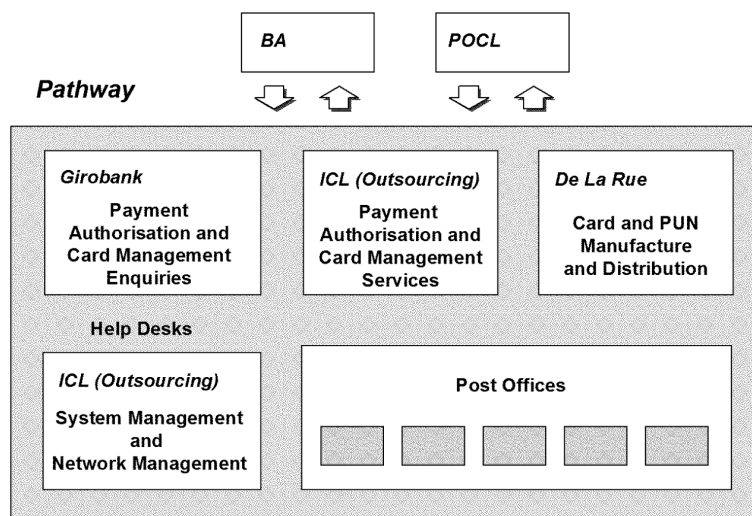 BA
POCL
Pathway
Girobank
Payment
Authorisation and
Card Management
Enquiries
ICL (Outsourcing)
Payment
Authorisation and
Card Management
Services
De La Rue
Card and PUN
Manufacture
and Distribution
Help Desks
ICL (Outsourcing)
System Management
and
Network Management
Post Offices